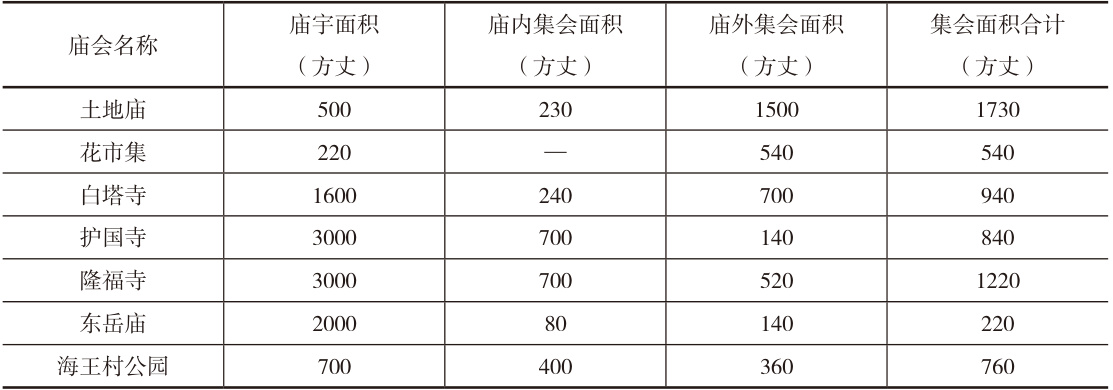 庙会名称 庙宇面积（方丈） 庙内集会面积（方丈） 庙外集会面积（方丈） 集会面积合计（方丈）
土地庙 500 230 1500 1730
花市集 220 — 540 540
白塔寺 1600 240 700 940
护国寺 3000 700 140 840
隆福寺 3000 700 520 1220
东岳庙 2000 80 140 220
海王村公园 700 400 360 760